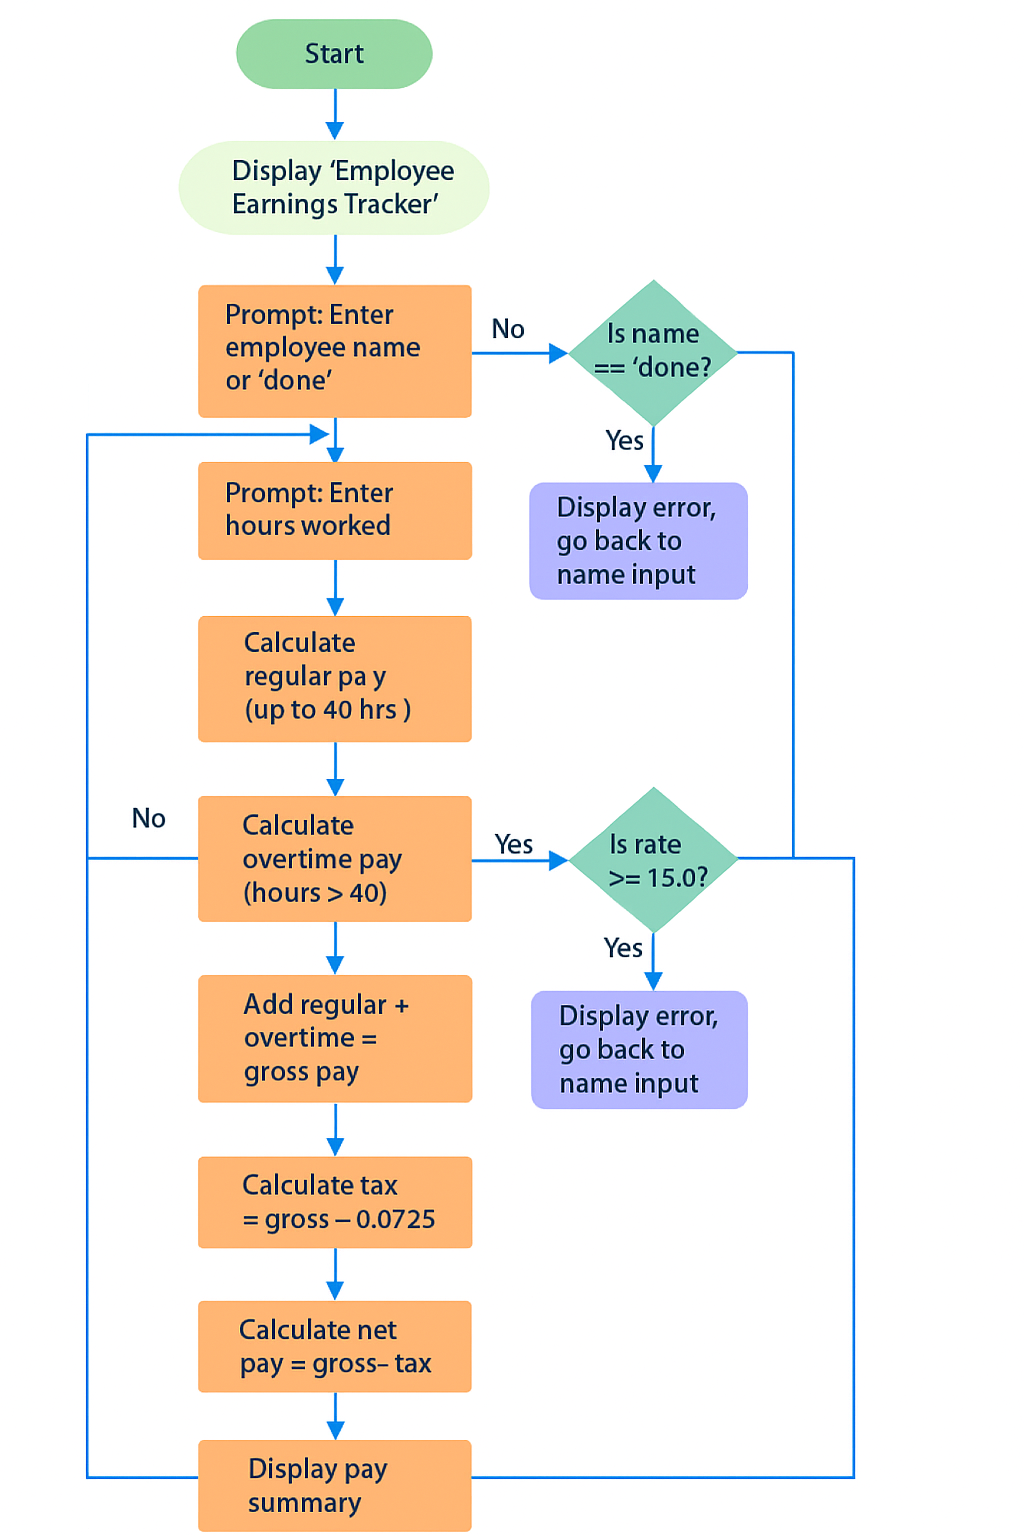 Start
Display ‘Employee
Earnings Tracker’
Prompt: Enter
employee name
or ‘done’
No
Is name
== ‘done?
Yes
Display error,
go back to
name input
Prompt: Enter
hours worked
Calculate
regular pa y
(up to 40 hrs )
No
Calculate
overtime pay
(hours > 40)
Yes
Is rate
>= 15.0?
Yes
Display error,
go back to
name input
Add regular +
overtime =
gross pay
Calculate tax
= gross – 0.0725
Calculate net
pay = gross– tax
Display pay
summary